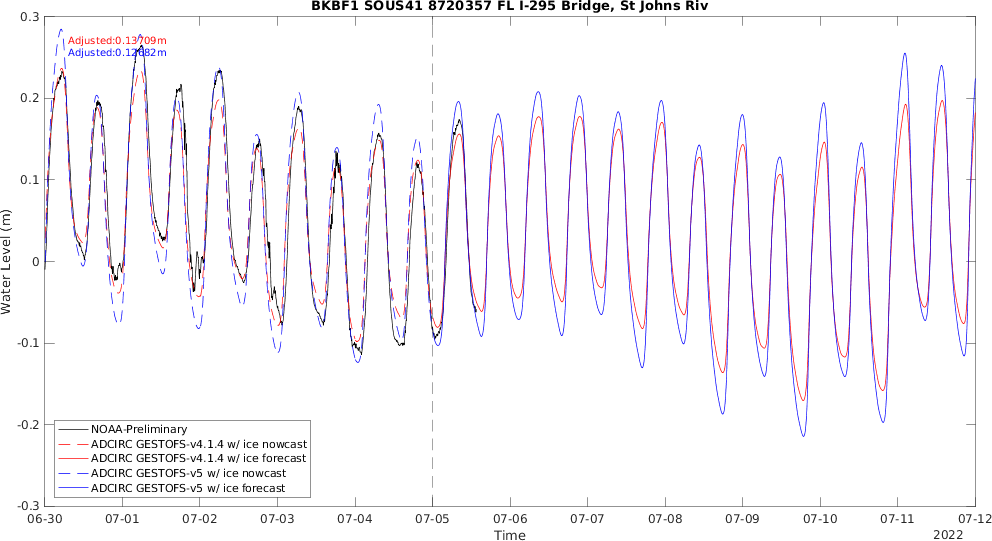 BKBF1 SOUS41 8720357 FL I-295 Bridge, St Johns Riv
0.3
Adjusted:0.13709m
Adjusted:0.12682m
0.2
0.1
0
-0.1
-0.2
-0.3
Water Level (m)
NOAA-Preliminary
ADCIRC GESTOFS-v4.1.4 w/ ice nowcast
ADCIRC GESTOFS-v4.1.4 w/ ice forecast
ADCIRC GESTOFS-v5 w/ ice nowcast
ADCIRC GESTOFS-v5 w/ ice forecast
06-30 07-01 07-02 07-03 07-04 07-05 07-06 07-07 07-08 07-09 07-10 07-11 07-12
Time
2022